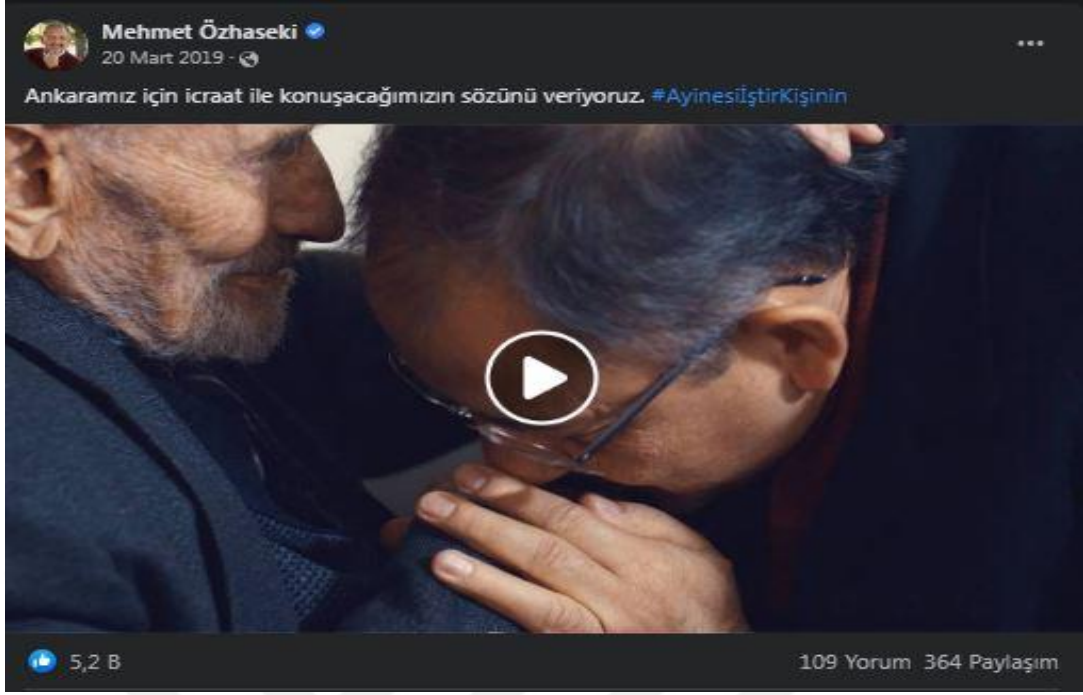 Mehmet Özhaseki
20 Mart 2019 ·
Ankaramız için icraat ile konuşacağımızın sözünü veriyoruz. #AyinesiİştirKişinin
5,2 B
109 Yorum 364 Paylaşım